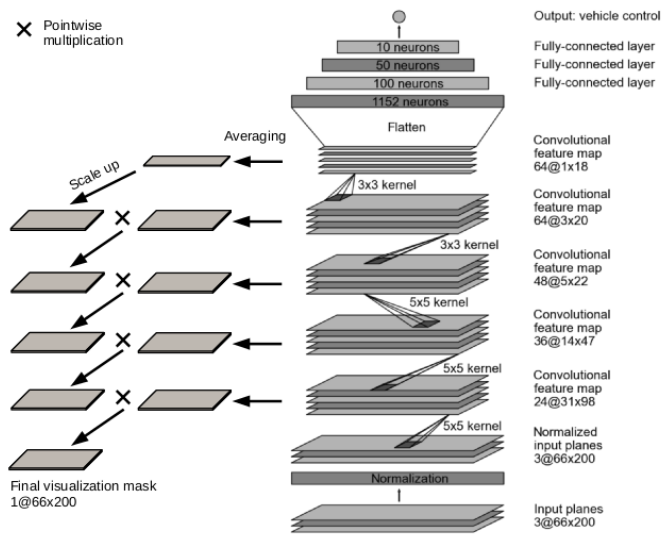 Pointwise
multiplication
Output: vehicle control
10 neurons
Fully-connected layer
50 neurons
Fully-connected layer
100 neurons
Fully-connected layer
1152 neurons
Flatten
Averaging
Convolutional
feature map
64@1x18
Scale up
3x3 kernel
Convolutional
feature map
64@3x20
3x3 kernel
Convolutional
feature map
48@5x22
5x5 kernel
Convolutional
feature map
36@14x47
5x5 kernel
Convolutional
feature map
24@31x98
5x5 kernel
Normalized
input planes
3@66x200
Normalization
Final visualization mask
1@66x200
Input planes
3@66x200